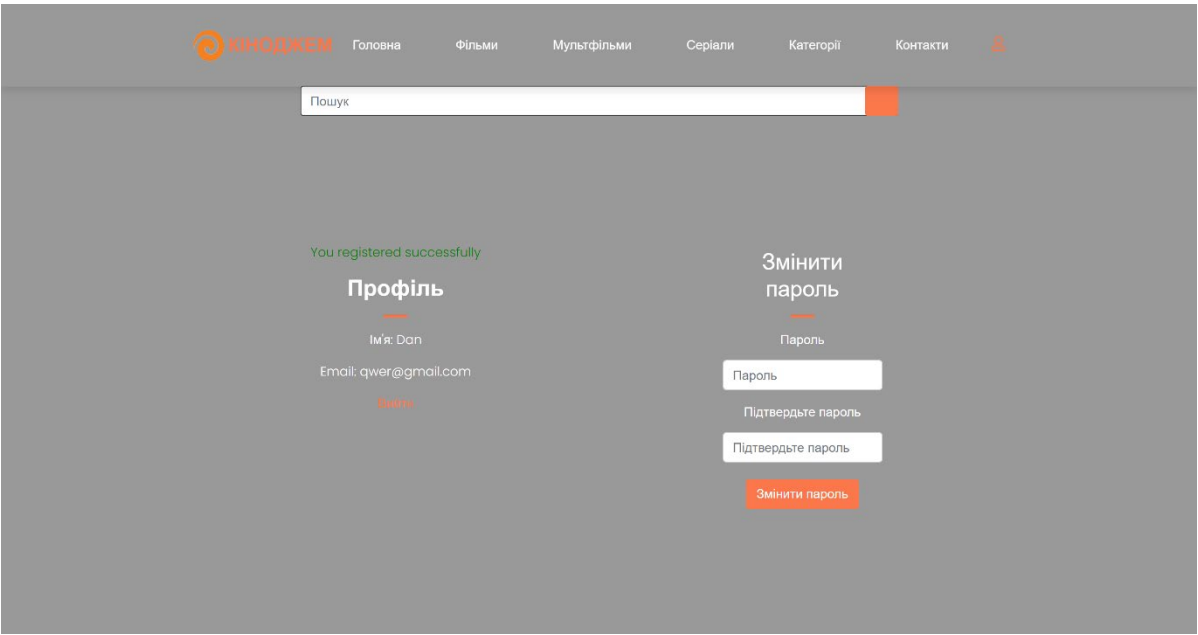 КІНОДЖЕМ Головна Фільми Мультфільми Серіали Категорії Контакти
Пошук
You registered successfully
Профіль
Ім'я: Dan
Email: qwer@gmail.com
Змінити
пароль
Пароль
Пароль
Підтвердьте пароль
Підтвердьте пароль
Змінити пароль